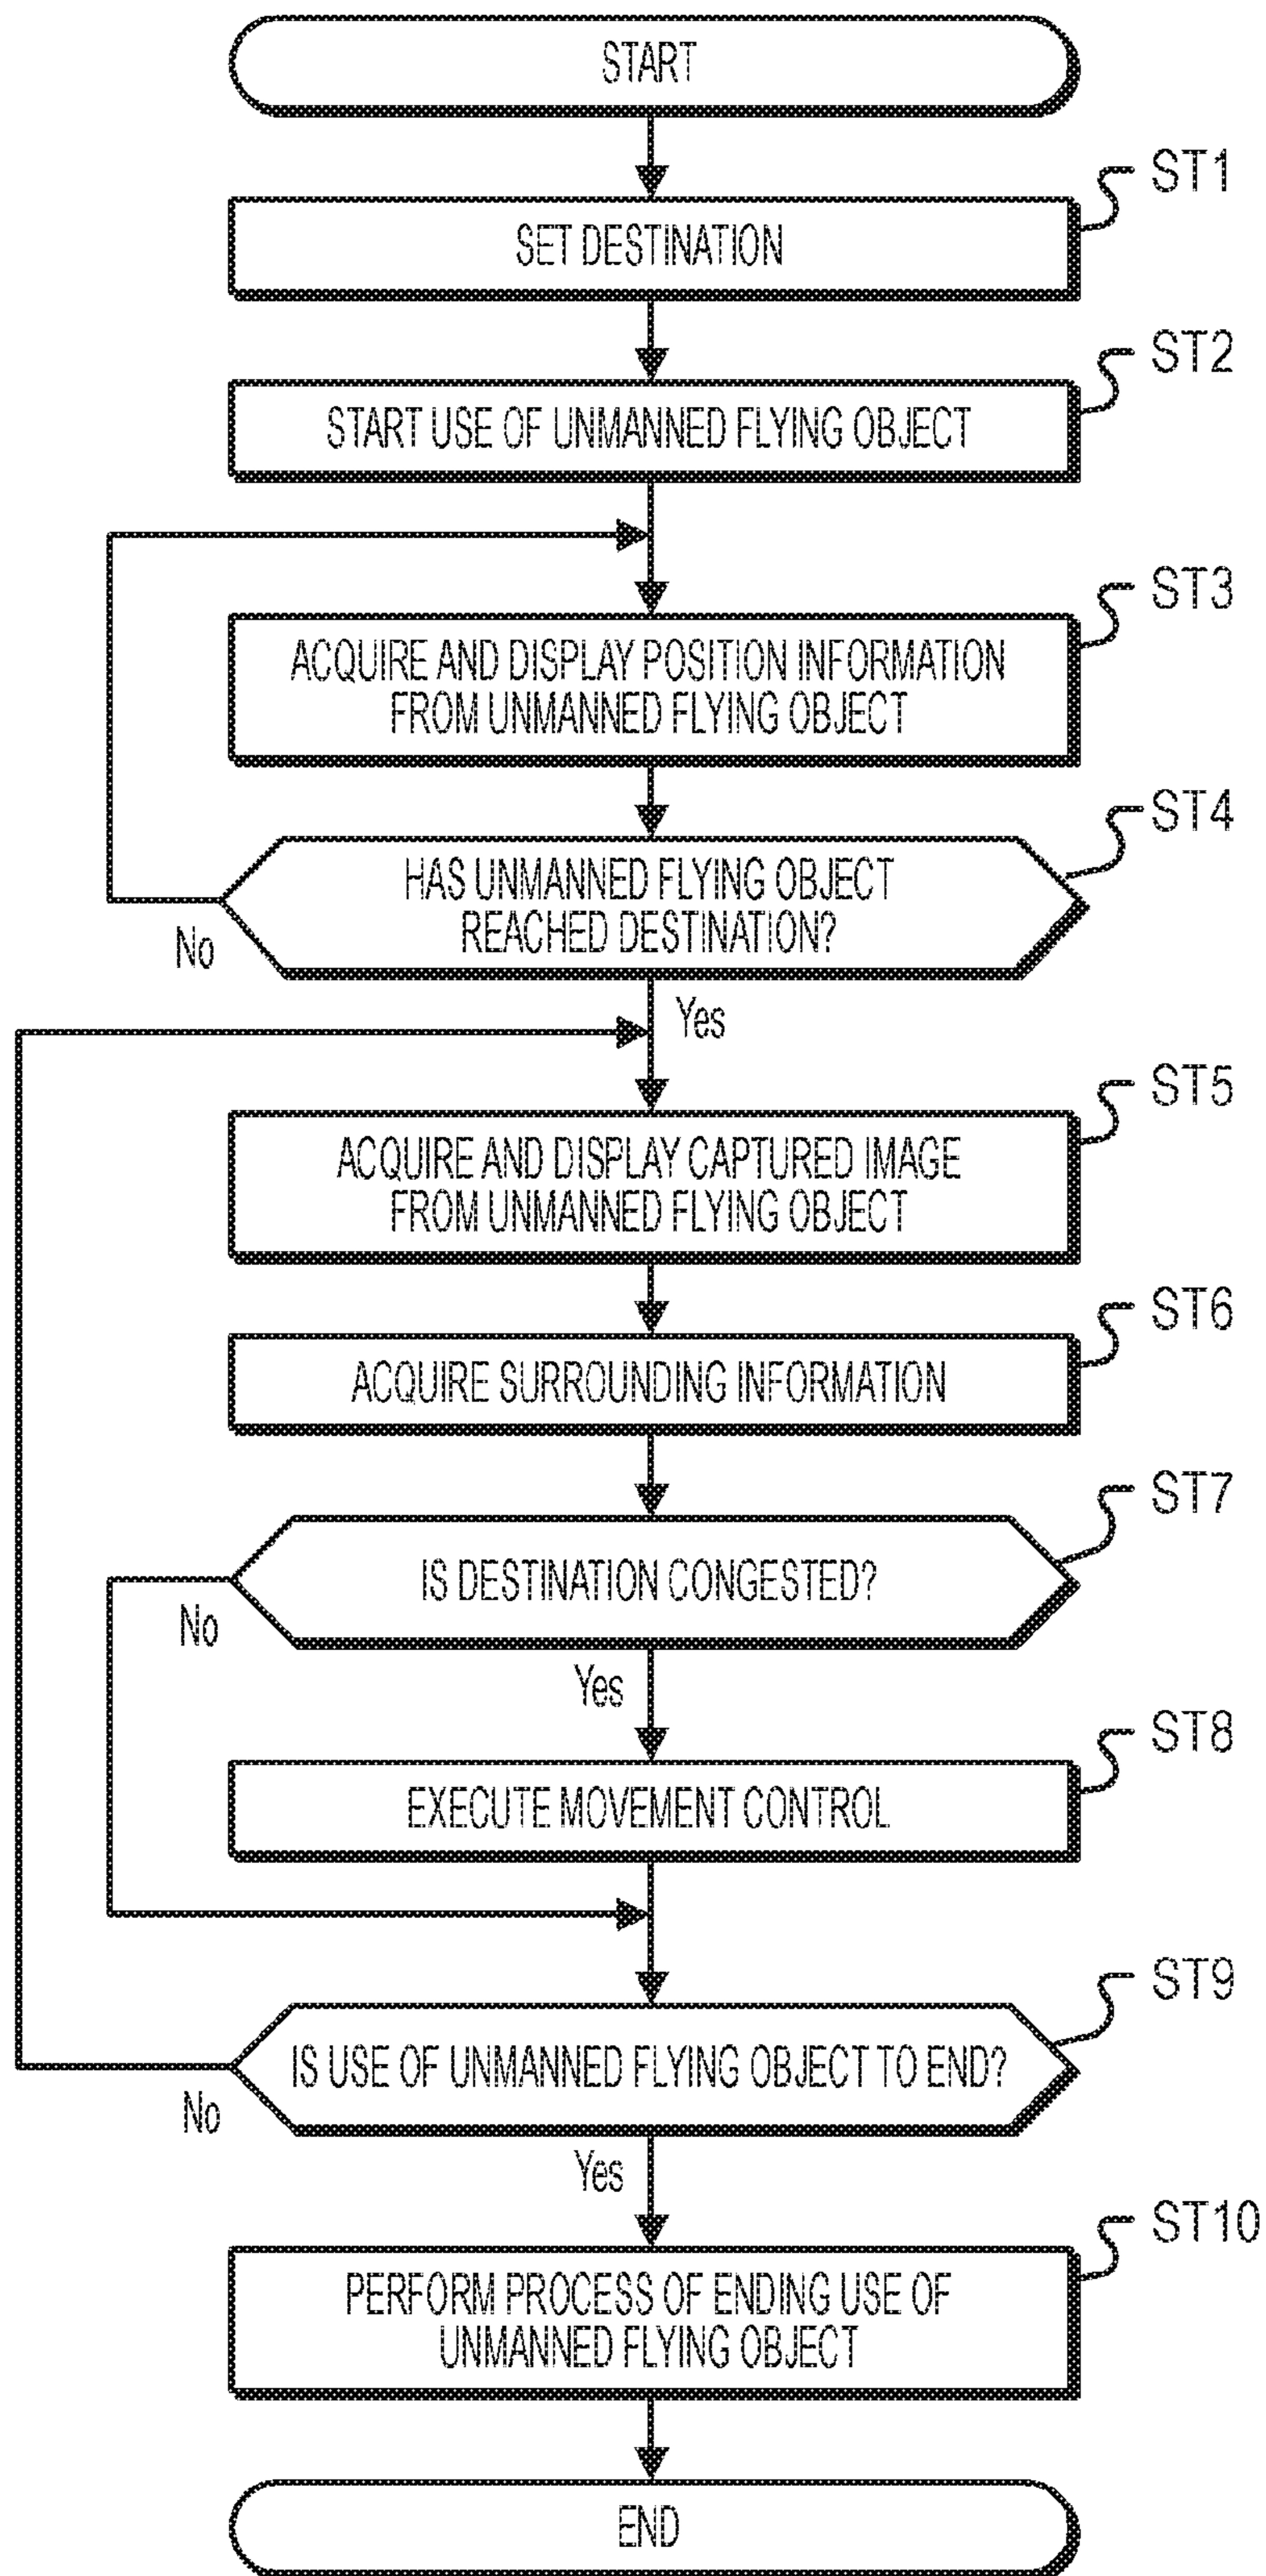 START
ST1
SET DESTINATION
ST2
START USE OF UNMANNED FLYING OBJECT
ST3
ACQUIRE AND DISPLAY POSITION INFORMATION
FROM UNMANNED FLYING OBJECT
ST4
HAS UNMANNED FLYING OBJECT
REACHED DESTINATION?
No
Yes
ST5
ACQUIRE AND DISPLAY CAPTURED IMAGE
FROM UNMANNED FLYING OBJECT
ST6
ACQUIRE SURROUNDING INFORMATION
ST7
IS DESTINATION CONGESTED?
No
Yes
ST8
EXECUTE MOVEMENT CONTROL
ST9
IS USE OF UNMANNED FLYING OBJECT TO END?
No
Yes
ST10
PERFORM PROCESS OF ENDING USE OF
UNMANNED FLYING OBJECT
END